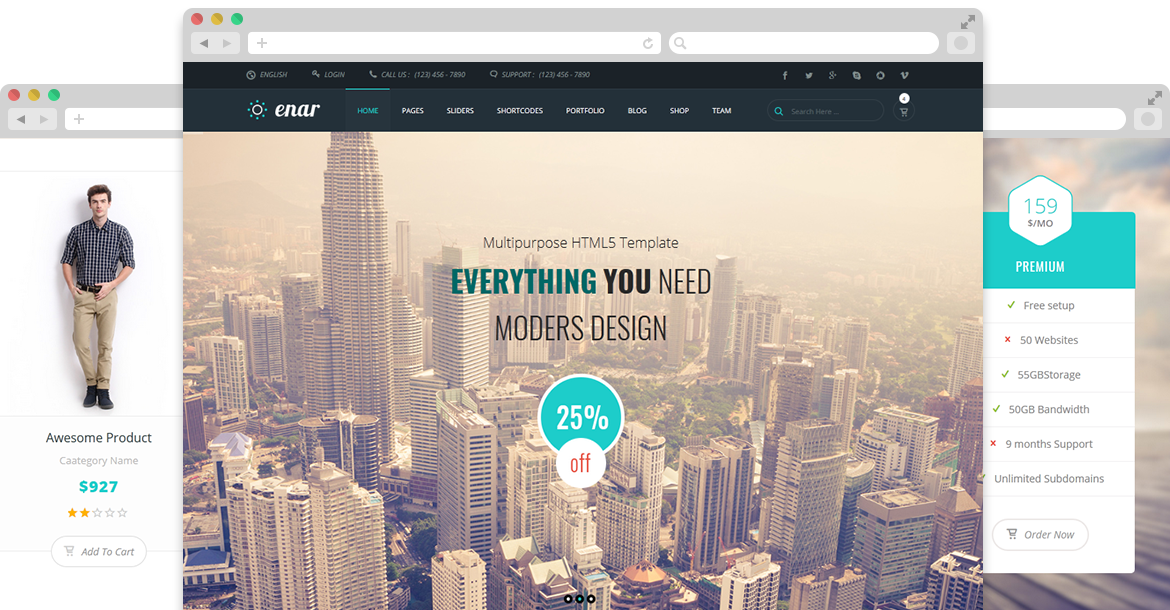 ENGLISH LOGIN CALL US : (123) 456 - 7890 SUPPORT : (123) 456 - 7890
enar HOME PAGES SLIDERS SHORTCODES PORTFOLIO BLOG SHOP TEAM Search Here ... 4
Multipurpose HTML5 Template
EVERYTHING YOU NEED
MODERS DESIGN
25%
off
Awesome Product
Caategory Name
$927
Add To Cart
159
$/MO
PREMIUM
Free setup
50 Websites
55GBStorage
50GB Bandwidth
9 months Support
Unlimited Subdomains
Order Now